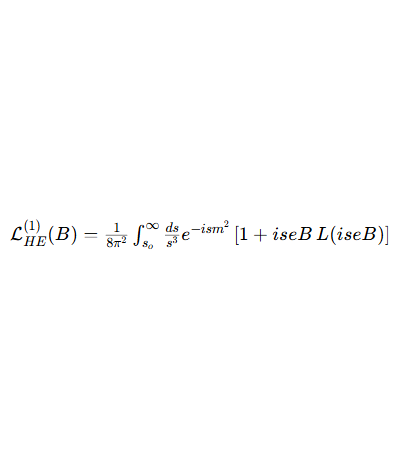 $\mathcal{L}_{HE}^{(1)}(B) = \frac{1}{8\pi^2} \int_{s_o}^{\infty} \frac{ds}{s^3} e^{-ism^2} \left[1 + iseB\, L(iseB)\right]$